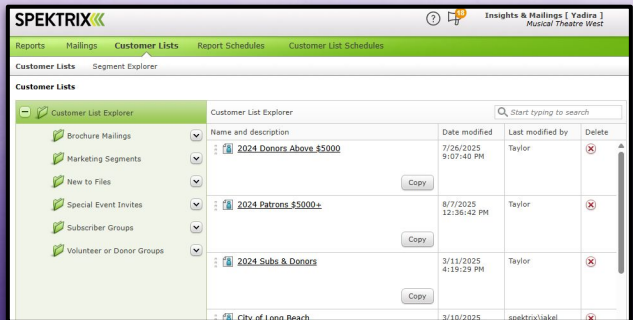 SPEKTRIX
? 18 Insights & Mailings [ Yadira ]
Musical Theatre West
Reports Mailings Customer Lists Report Schedules Customer List Schedules
Customer Lists Segment Explorer
Customer Lists
Customer List Explorer
Brochure Mailings
Marketing Segments
New to Files
Special Event Invites
Subscriber Groups
Volunteer or Donor Groups
Customer List Explorer Start typing to search
Name and description Date modified Last modified by Delete
2024 Donors Above $5000 7/26/2025 Taylor
9:07:40 PM
Copy
2024 Patrons $5000+ 8/7/2025 Taylor
12:36:42 PM
Copy
2024 Subs & Donors 3/11/2025 Taylor
4:19:29 PM
Copy
City of Long Beach 3/10/2025 spektrix\jakel